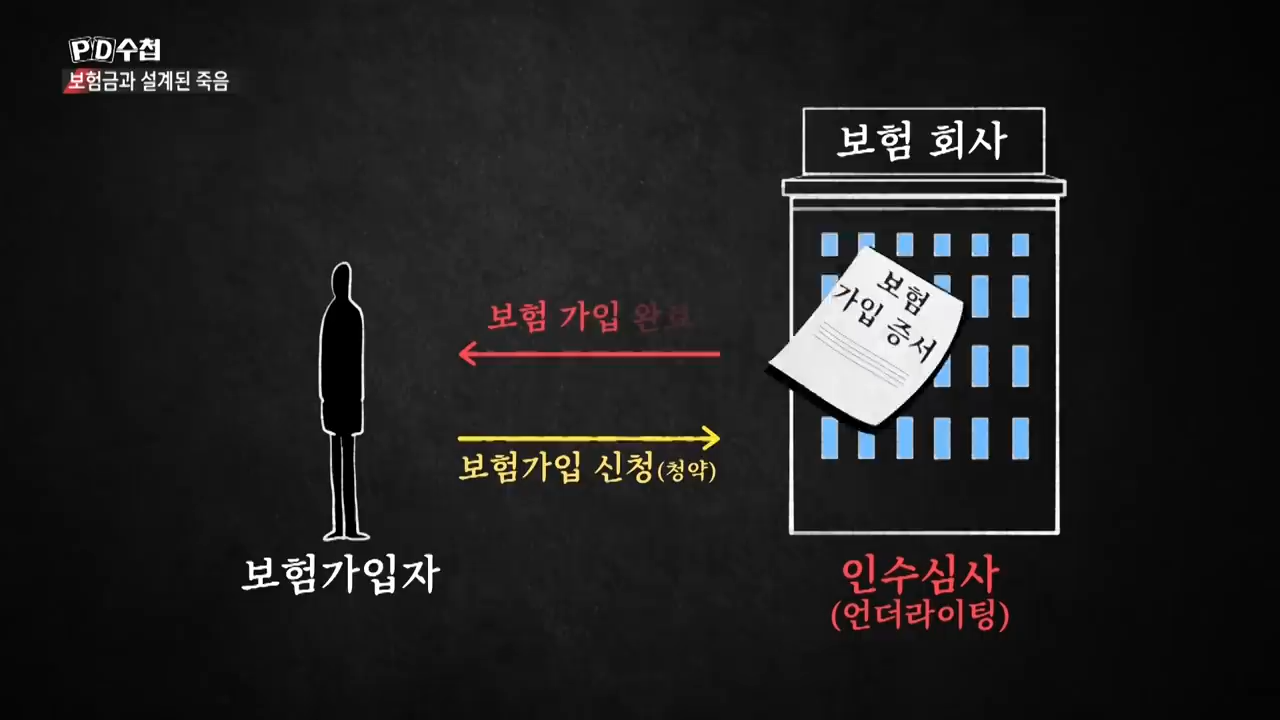 PD수첩
보험금과 설계된 죽음
보험 회사
보험
가입 증서
보험 가입 완료
보험가입 신청(청약)
보험가입자
인수심사
(언더라이팅)